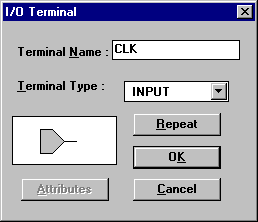 I/O Terminal
Terminal Name : CLK
Terminal Type : INPUT
Repeat
OK
Attributes Cancel